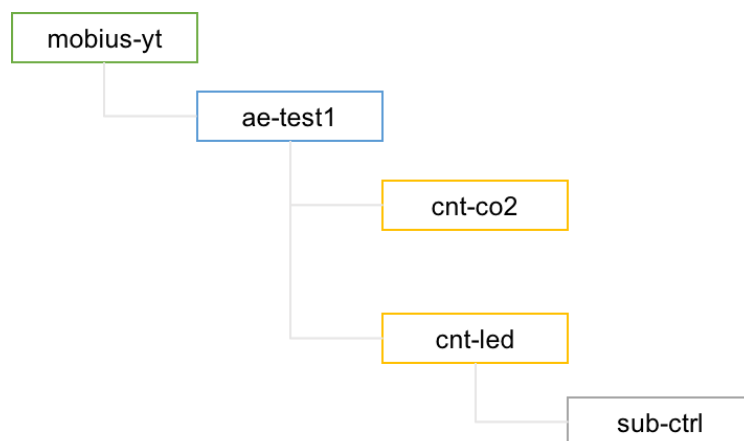 mobius-yt
ae-test1
cnt-co2
cnt-led
sub-ctrl